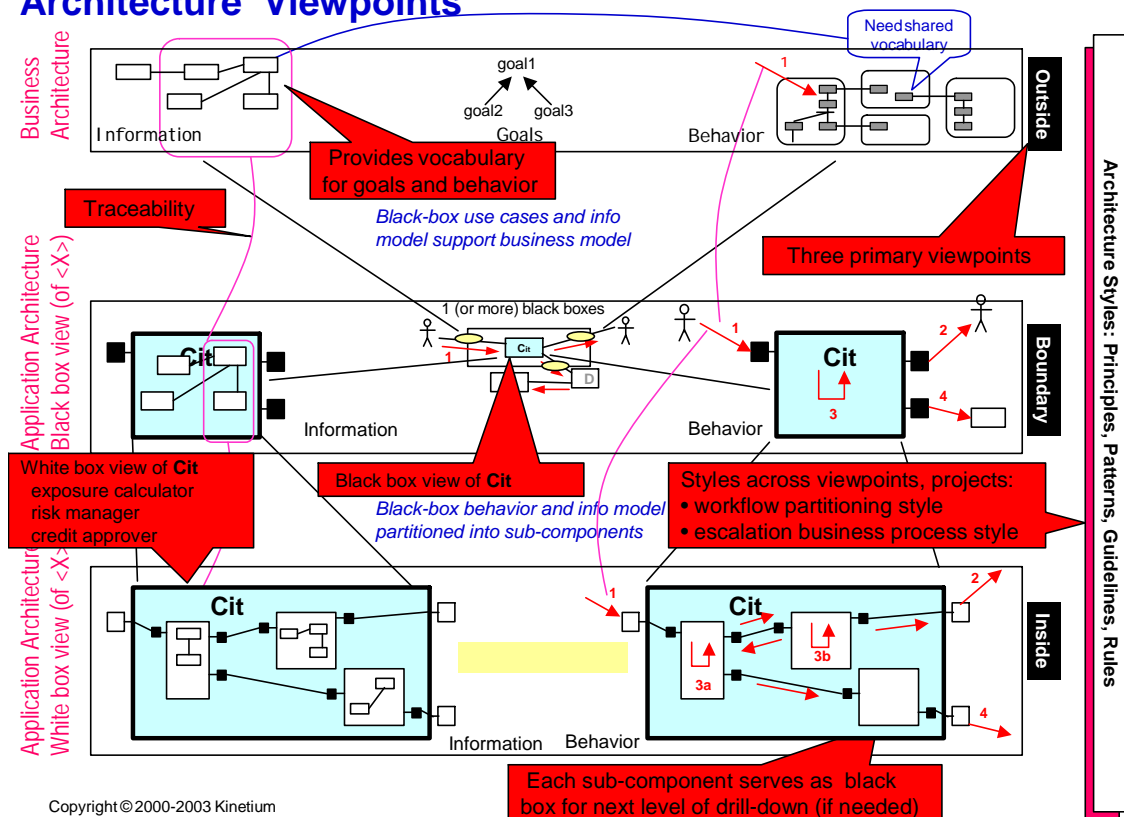 Architecture Viewpoints
Need shared
vocabulary
Business
Architecture
Information
goal1
goal2
goal3
Goals
1
Behavior
Outside
Provides vocabulary
for goals and behavior
Traceability
Black-box use cases and info
model support business model
Three primary viewpoints
Application Architecture
Black box view (of <X>)
Cit
Information
1 (or more) black boxes
1
Cit
D
1
Cit
2
3
4
Behavior
Boundary
White box view of Cit
exposure calculator
risk manager
credit approver
Black box view of Cit
Black-box behavior and info model
partitioned into sub-components
Styles across viewpoints, projects:
• workflow partitioning style
• escalation business process style
Application Architecture
White box view (of <X>
Cit
Information
Behavior
1
Cit
2
3a
3b
4
Inside
Each sub-component serves as black
box for next level of drill-down (if needed)
Architecture Styles: Principles, Patterns, Guidelines, Rules
Copyright © 2000-2003 Kinetium